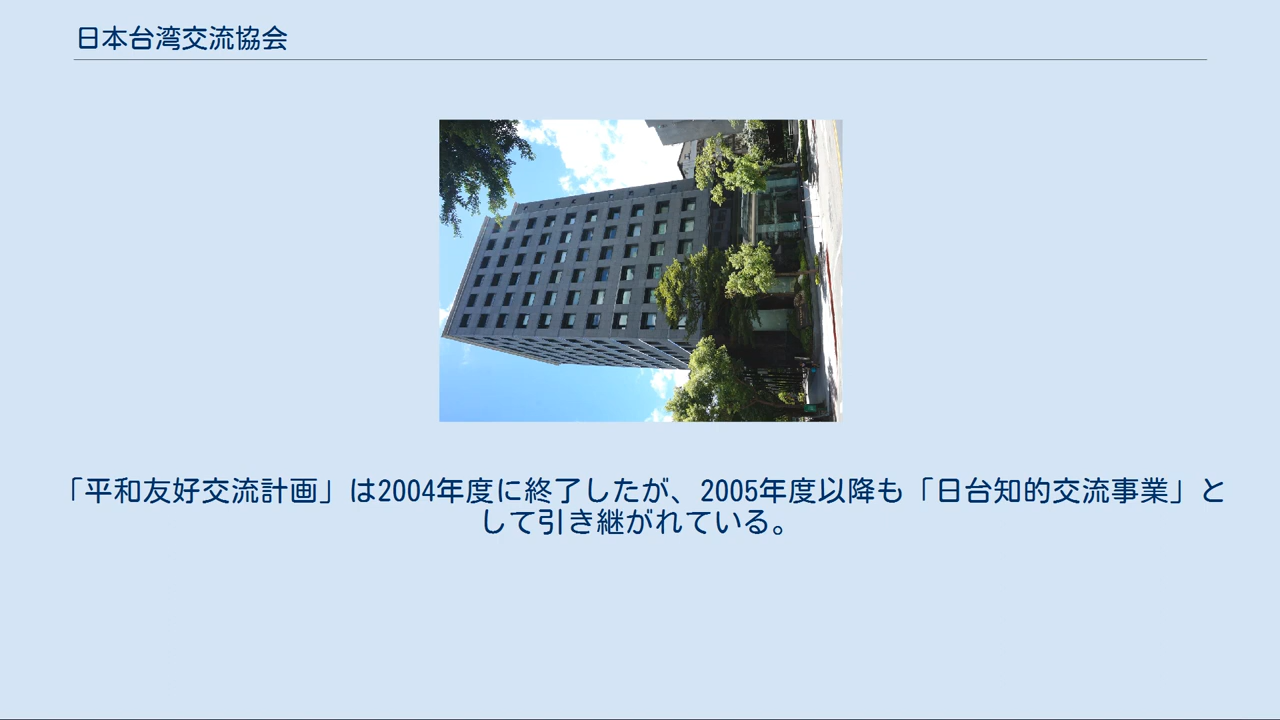 日本台湾交流協会
「平和友好交流計画」は2004年度に終了したが、2005年度以降も「日台知的交流事業」と
して引き継がれている。